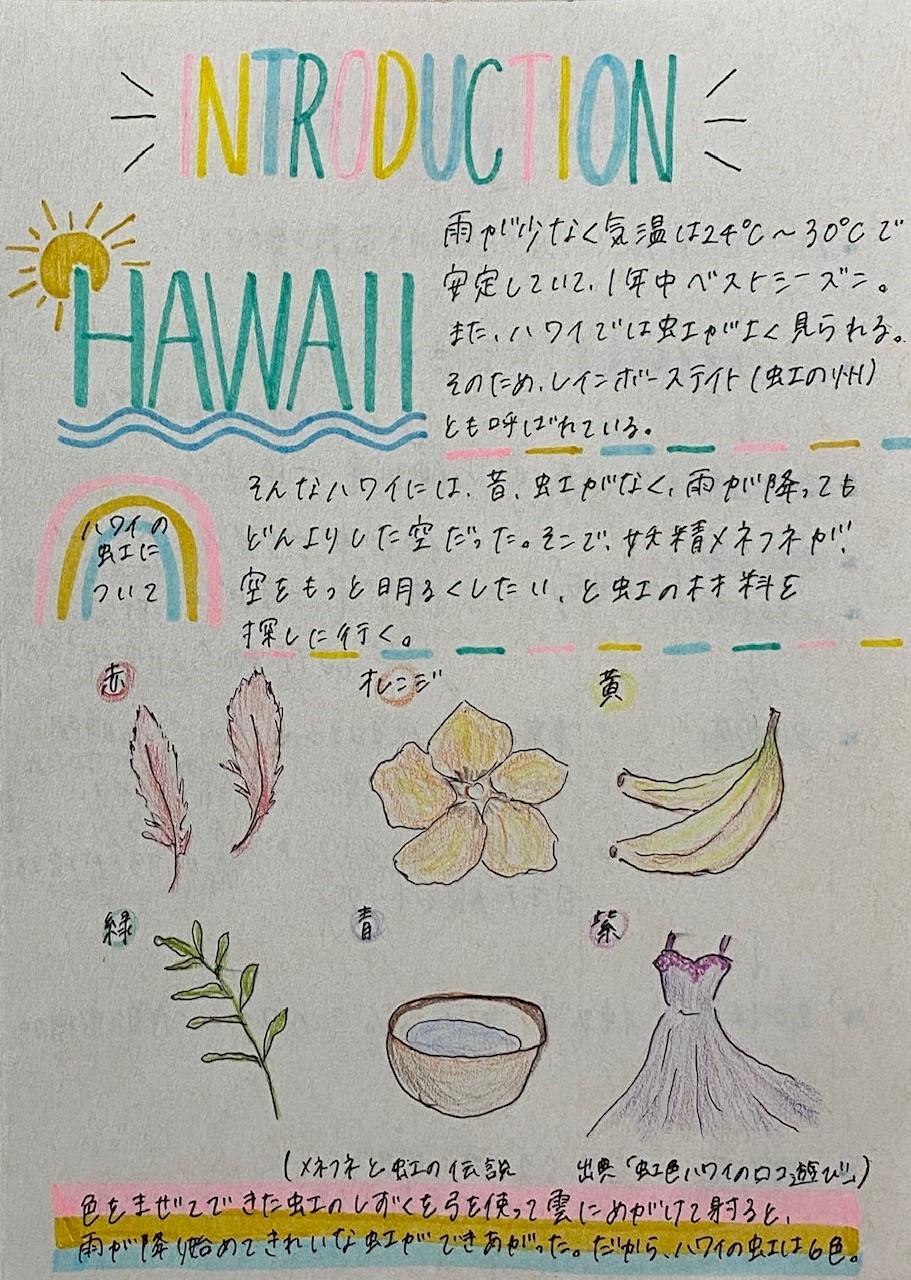 INTRODUCTION
HAWAII
雨が少なく気温は24℃～30℃で
安定していて、1年中ベストシーズン。
また、ハワイでは虹がよく見られる。
そのため、レインボーステイト(虹の州)
とも呼ばれている。
ハワイの
虹に
ついて
そんなハワイには、昔、虹がなく、雨が降っても
どんよりした空だった。そこで、妖精メネフネが、
空をもっと明るくしたい、と虹の材料を
探しに行く。
赤
オレンジ
黄
緑
青
紫
(メネフネと虹の伝説 出典「虹色ハワイのロコ遊び」)
色をまぜてできた虹のしずくを弓を使って雲にめがけて射ると、
雨が降り始めてきれいな虹ができあがった。だから、ハワイの虹は6色。